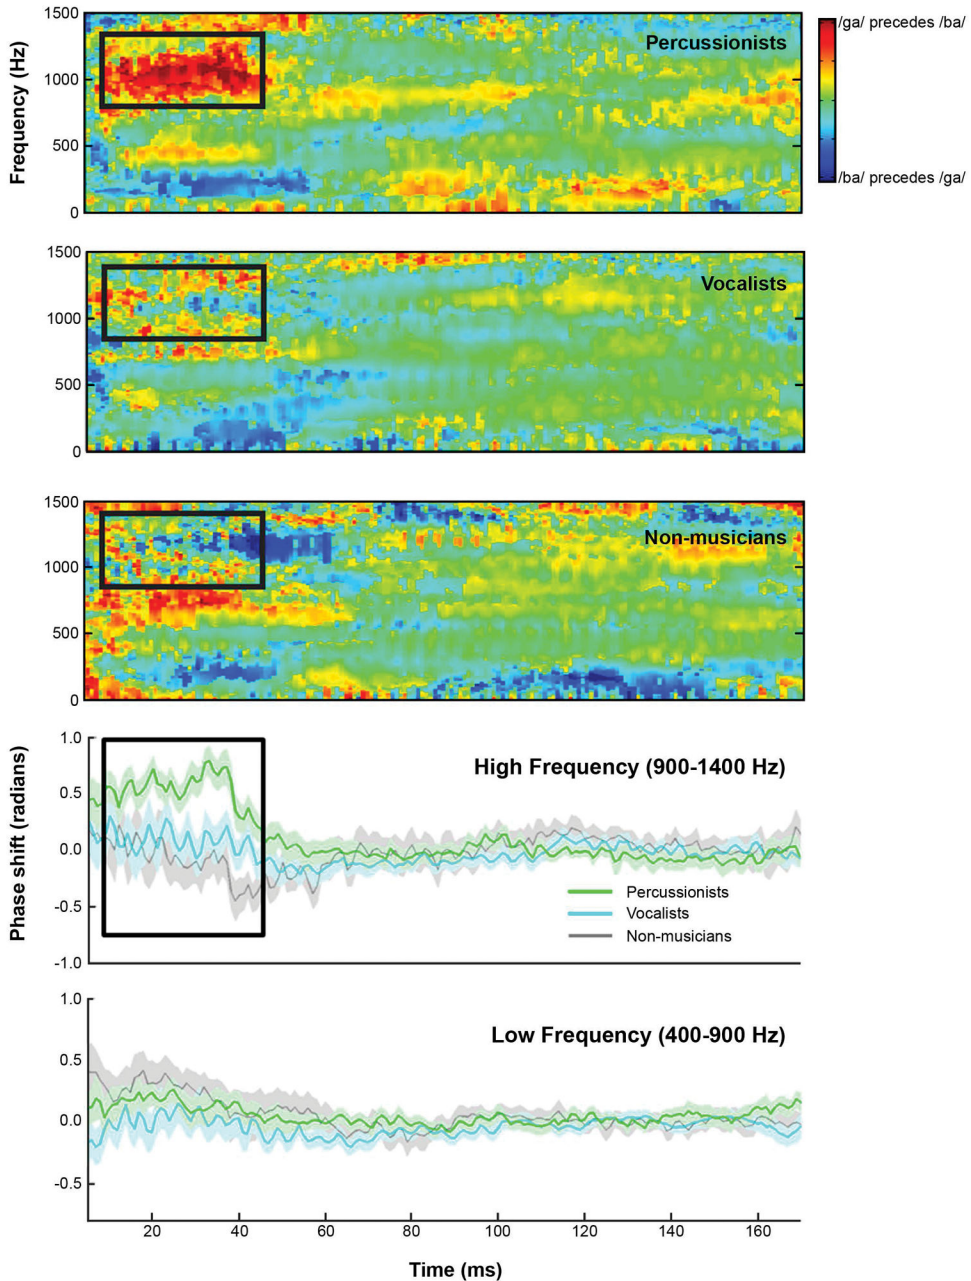 1500
1000
500
0
Frequency (Hz)
Percussionists
/ga/ precedes /ba/
/ba/ precedes /ga/
1500
1000
500
0
Vocalists
1500
1000
500
0
Non-musicians
1.0
0.5
0.0
-0.5
-1.0
Phase shift (radians)
High Frequency (900-1400 Hz)
Percussionists
Vocalists
Non-musicians
1.0
0.5
0.0
-0.5
Low Frequency (400-900 Hz)
20 40 60 80 100 120 140 160
Time (ms)